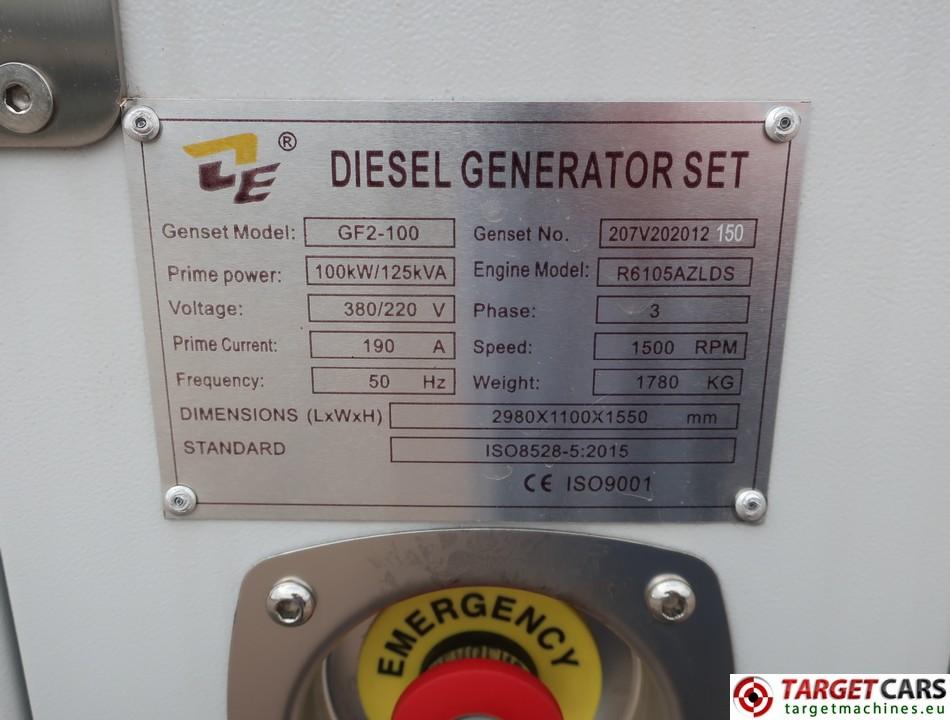 DE ® DIESEL GENERATOR SET
Genset Model: GF2-100 Genset No. 207V202012 150
Prime power: 100kW/125kVA Engine Model: R6105AZLDS
Voltage: 380/220 V Phase: 3
Prime Current: 190 A Speed: 1500 RPM
Frequency: 50 Hz Weight: 1780 KG
DIMENSIONS (LxWxH) 2980X1100X1550 mm
STANDARD ISO8528-5:2015
CE ISO9001
EMERGENCY
TARGETCARS
targetmachines.eu